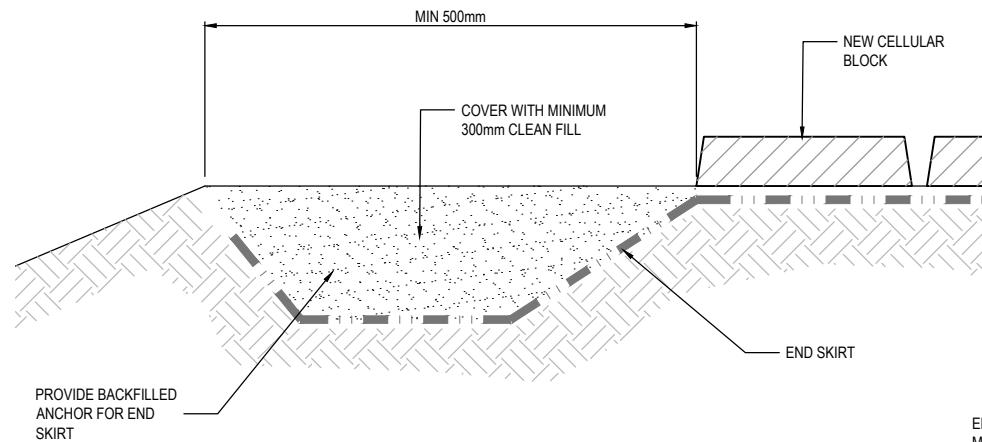 MIN 500mm
NEW CELLULAR
BLOCK
COVER WITH MINIMUM
300mm CLEAN FILL
END SKIRT
PROVIDE BACKFILLED
ANCHOR FOR END
SKIRT